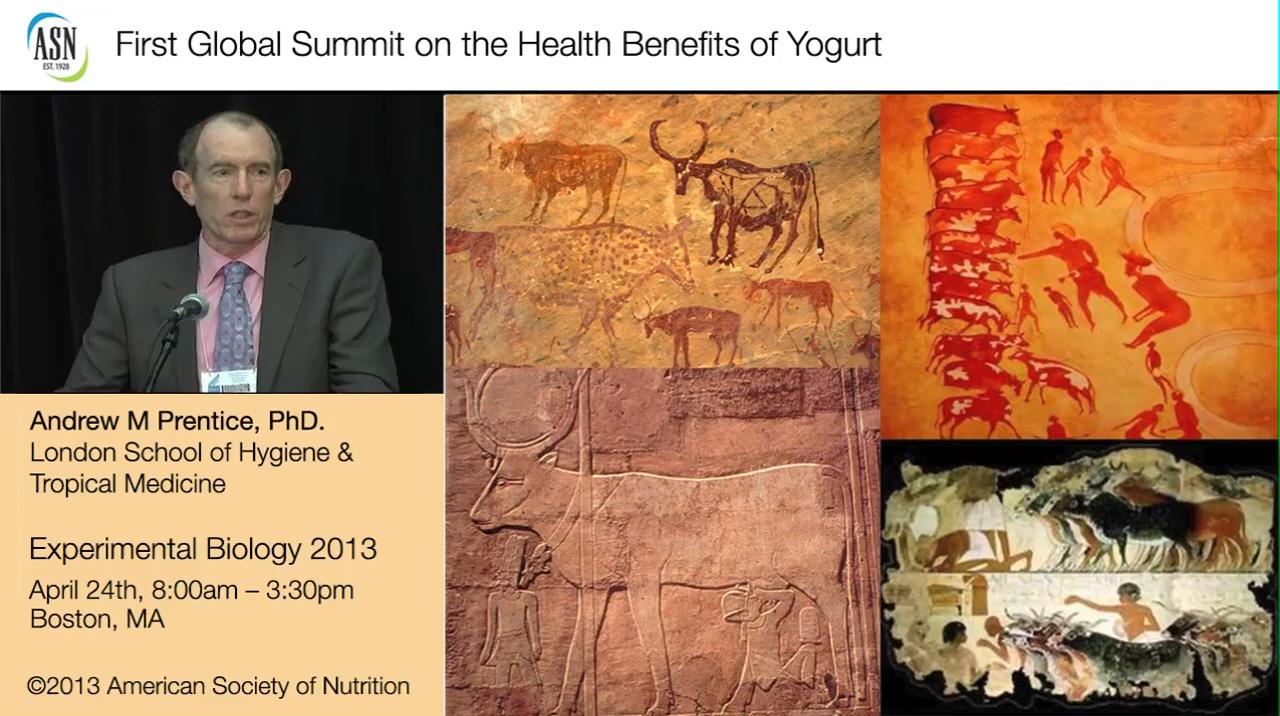 ASN
EST. 1928
First Global Summit on the Health Benefits of Yogurt
Andrew M Prentice, PhD.
London School of Hygiene &
Tropical Medicine
Experimental Biology 2013
April 24th, 8:00am – 3:30pm
Boston, MA
©2013 American Society of Nutrition